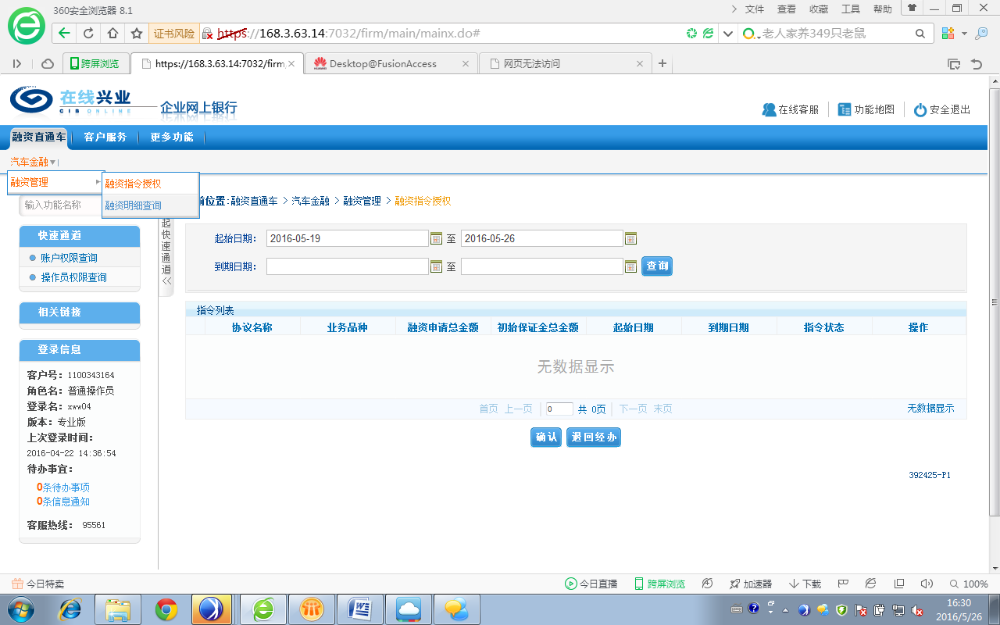 360安全浏览器 8.1
文件 查看 收藏 工具 帮助
证书风险 https://168.3.63.14:7032/firm/main/mainx.do# 老人家养349只老鼠
跨屏浏览 https://168.3.63.14:7032/firm, Desktop@FusionAccess 网页无法访问
在线兴业
CIB ONLINE
企业网上银行
在线客服 功能地图 安全退出
融资直通车 客户服务 更多功能
汽车金融
融资管理
融资指令授权
融资明细查询
前位置:融资直通车 > 汽车金融 > 融资管理 > 融资指令授权
输入功能名称
快速通道
账户权限查询
操作员权限查询
相关链接
登录信息
客户号: 1100343164
角色名: 普通操作员
登录名: xww04
版本: 专业版
上次登录时间:
2016-04-22 14:36:54
待办事宜:
0条待办事项
0条信息通知
客服热线: 95561
起快速通道<<
起始日期: 2016-05-19 至 2016-05-26
到期日期: 至 查询
指令列表
协议名称 业务品种 融资申请总金额 初始保证金总金额 起始日期 到期日期 指令状态 操作
无数据显示
首页 上一页 0 共 0页 下一页 末页 无数据显示
确认 退回经办
392425-P1
今日特卖 今日直播 跨屏浏览 加速器 下载 100%
16:30
2016/5/26